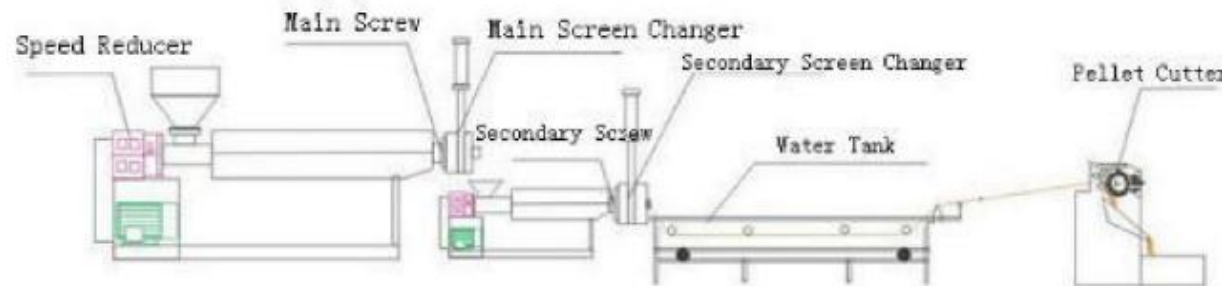 Speed Reducer
Main Screw
Main Screen Changer
Secondary Screen Changer
Pellet Cutter
Secondary Screw
Water Tank